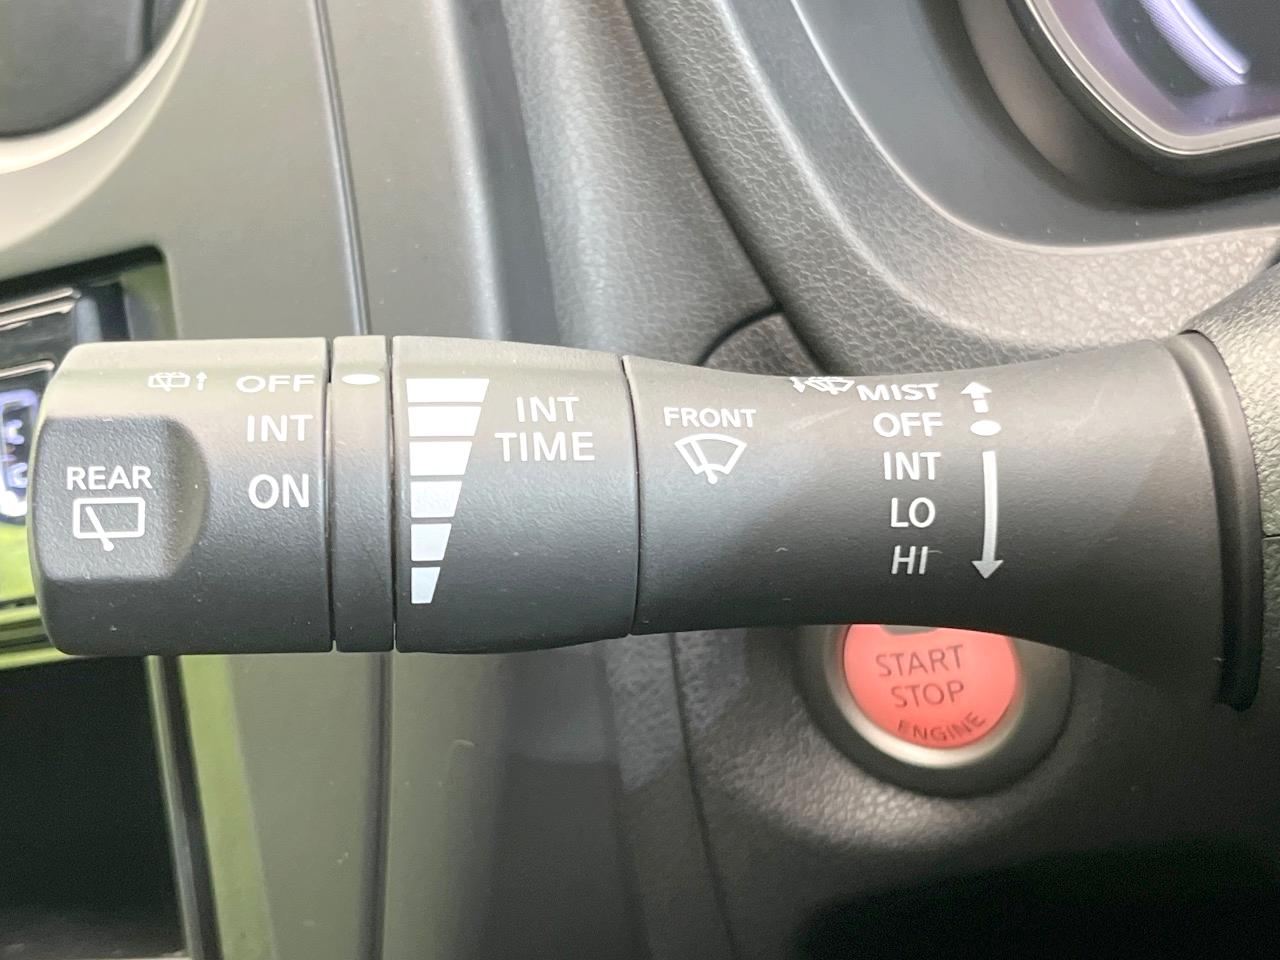 OFF
INT
ON
REAR
INT
TIME
FRONT
MIST
OFF
INT
LO
HI
START
STOP
ENGINE